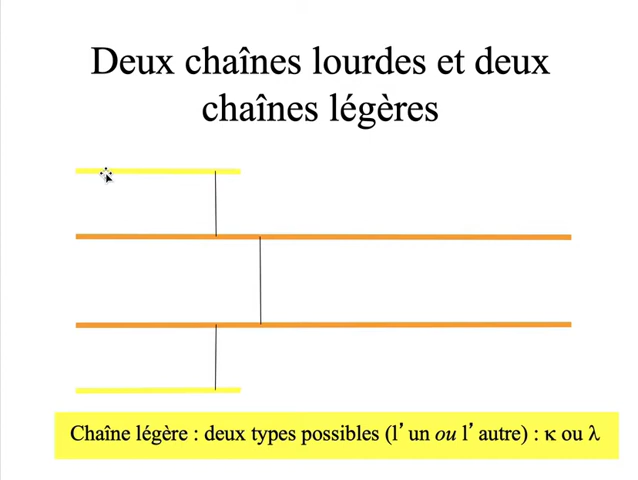 Deux chaînes lourdes et deux
chaînes légères
Chaîne légère : deux types possibles (l’un ou l’autre) : κ ou λ